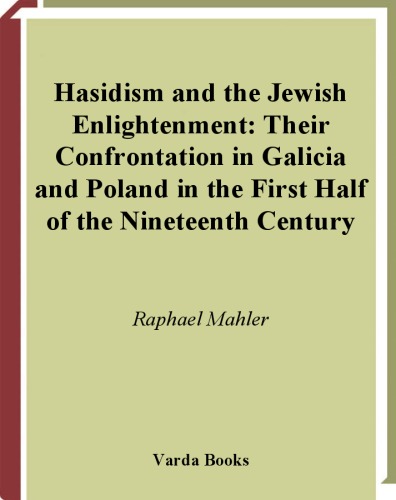 Hasidism and the Jewish
Enlightenment: Their
Confrontation in Galicia
and Poland in the First Half
of the Nineteenth Century
Raphael Mahler
Varda Books